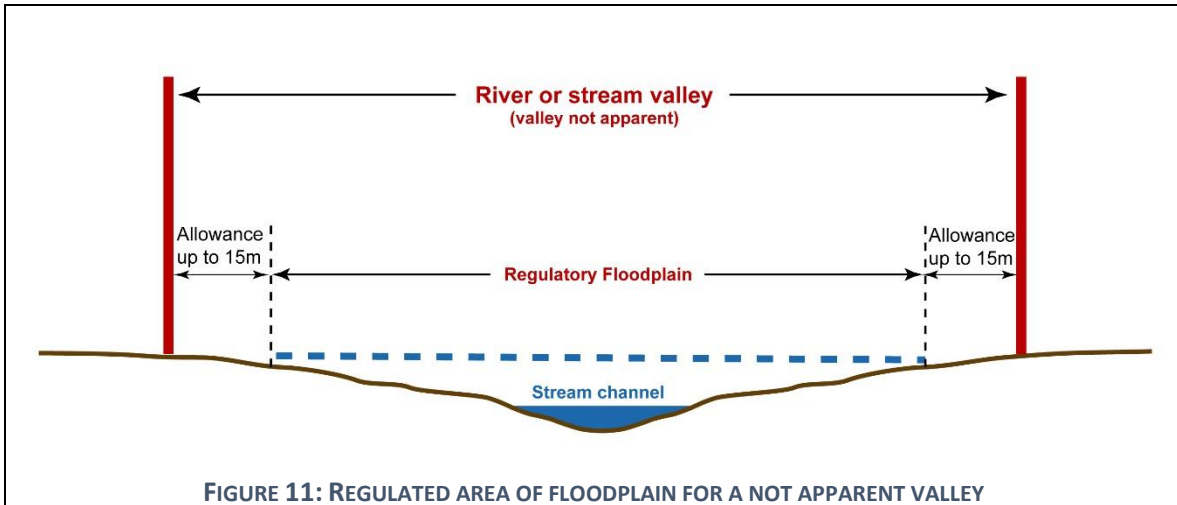 River or stream valley
(valley not apparent)
Allowance
up to 15m
Regulatory Floodplain
Allowance
up to 15m
Stream channel
FIGURE 11: REGULATED AREA OF FLOODPLAIN FOR A NOT APPARENT VALLEY